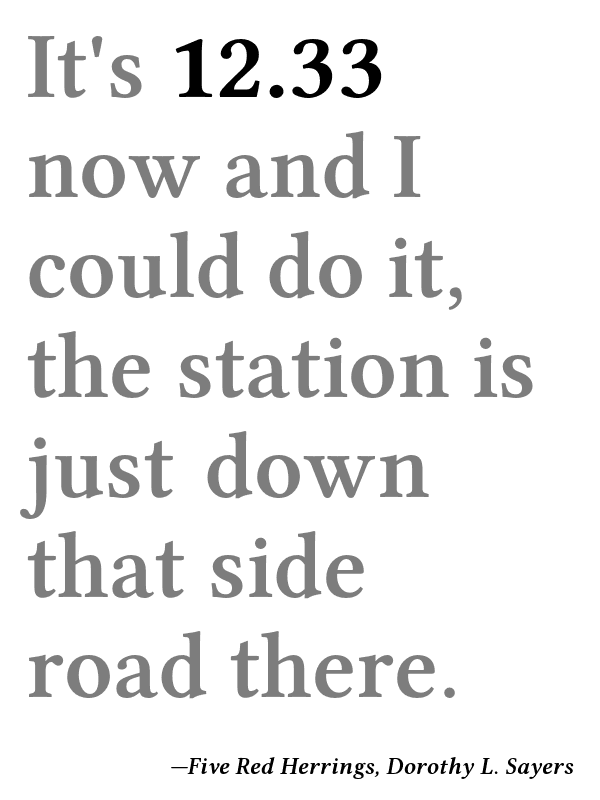 It's 12.33
now and I
could do it,
the station is
just down
that side
road there.
—Five Red Herrings, Dorothy L. Sayers